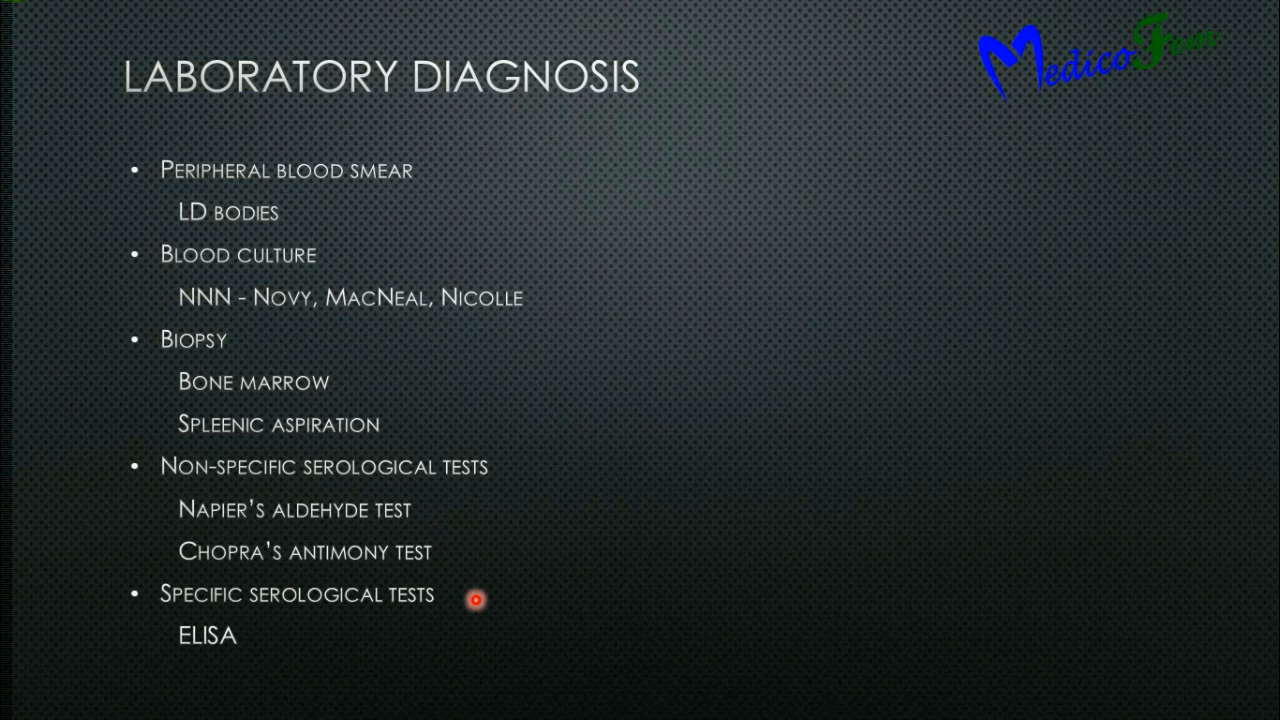 LABORATORY DIAGNOSIS
MedicoFem
• PERIPHERAL BLOOD SMEAR
LD BODIES
• BLOOD CULTURE
NNN - NOVY, MACNEAL, NICOLLE
• BIOPSY
BONE MARROW
SPLEENIC ASPIRATION
• NON-SPECIFIC SEROLOGICAL TESTS
NAPIER'S ALDEHYDE TEST
CHOPRA'S ANTIMONY TEST
• SPECIFIC SEROLOGICAL TESTS
ELISA